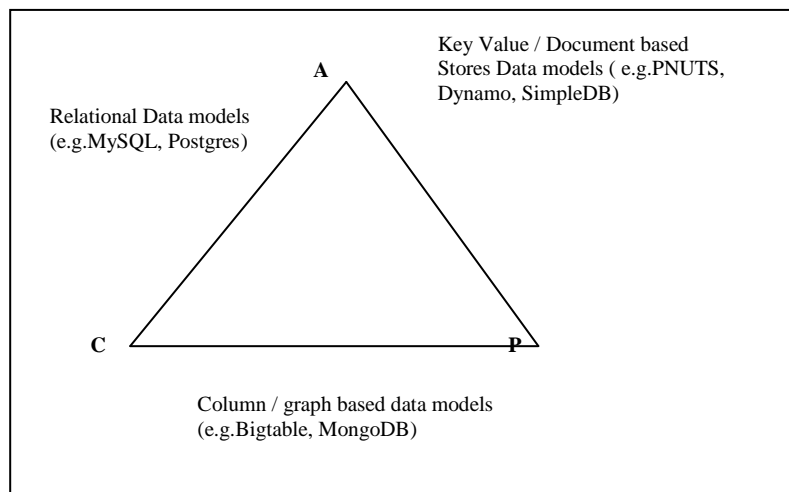 Key Value / Document based
Stores Data models ( e.g.PNUTS,
Dynamo, SimpleDB)
A
Relational Data models
(e.g.MySQL, Postgres)
C
P
Column / graph based data models
(e.g.Bigtable, MongoDB)